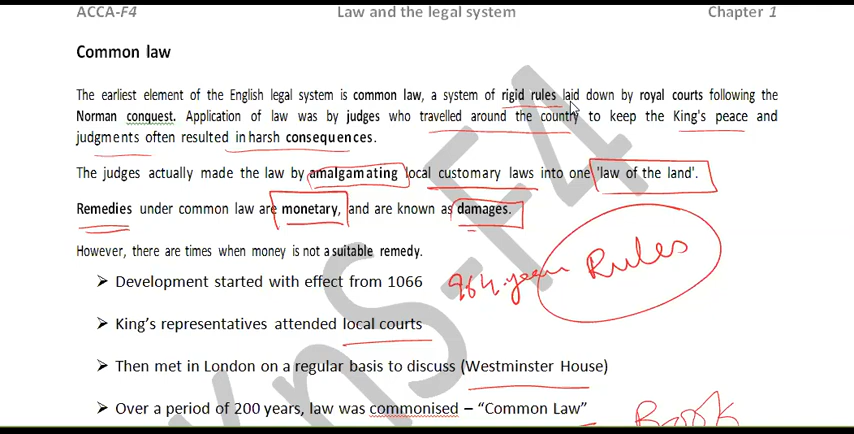 ACCA-F4 Law and the legal system Chapter 1
Common law
The earliest element of the English legal system is common law, a system of rigid rules laid down by royal courts following the
Norman conquest. Application of law was by judges who travelled around the country to keep the King's peace and
judgments often resulted in harsh consequences.
The judges actually made the law by amalgamating local customary laws into one 'law of the land'.
Remedies under common law are monetary, and are known as damages.
However, there are times when money is not a suitable remedy.
➤ Development started with effect from 1066
964 year
Rules
➤ King's representatives attended local courts
➤ Then met in London on a regular basis to discuss (Westminster House)
➤ Over a period of 200 years, law was commonised – "Common Law"
Book
KnS-F4